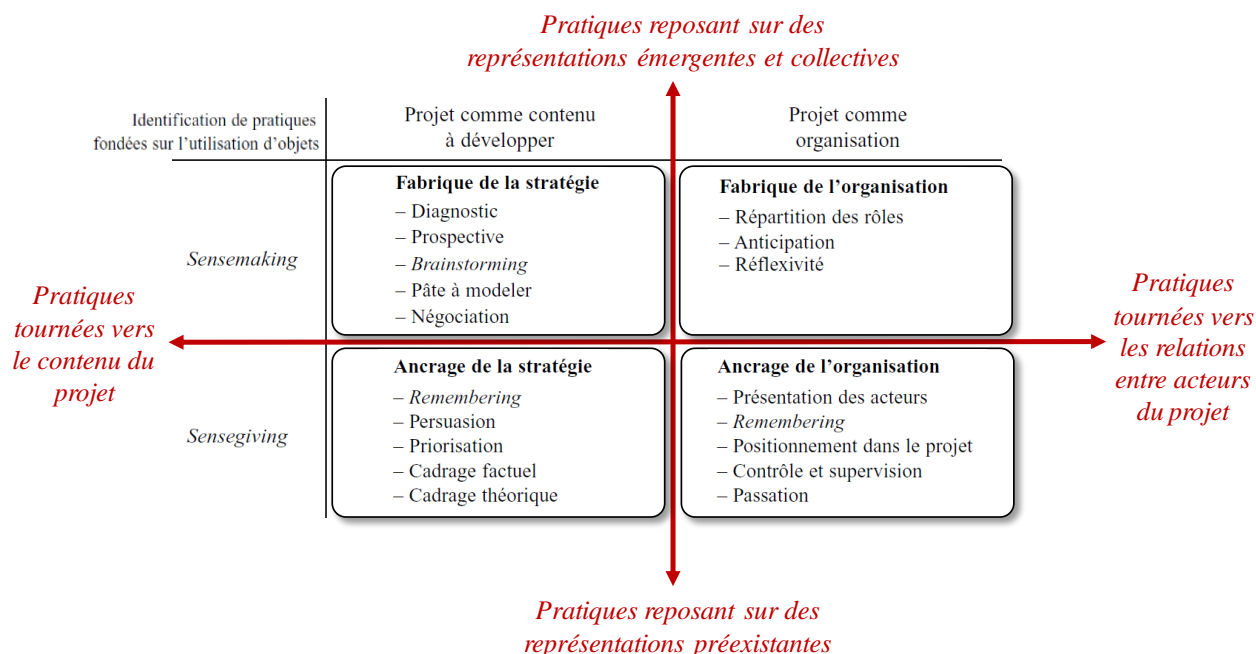 Pratiques reposant sur des
représentations émergentes et collectives
Identification de pratiques
fondées sur l'utilisation d'objets
Projet comme contenu
à développer
Projet comme
organisation
Sensemaking
Fabrique de la stratégie
– Diagnostic
– Prospective
– Brainstorming
– Pâte à modeler
– Négociation
Fabrique de l'organisation
– Répartition des rôles
– Anticipation
– Réflexivité
Pratiques
tournées vers
le contenu du
projet
Pratiques
tournées vers
les relations
entre acteurs
du projet
Sensegiving
Ancrage de la stratégie
– Remembering
– Persuasion
– Priorisation
– Cadrage factuel
– Cadrage théorique
Ancrage de l'organisation
– Présentation des acteurs
– Remembering
– Positionnement dans le projet
– Contrôle et supervision
– Passation
Pratiques reposant sur des
représentations préexistantes